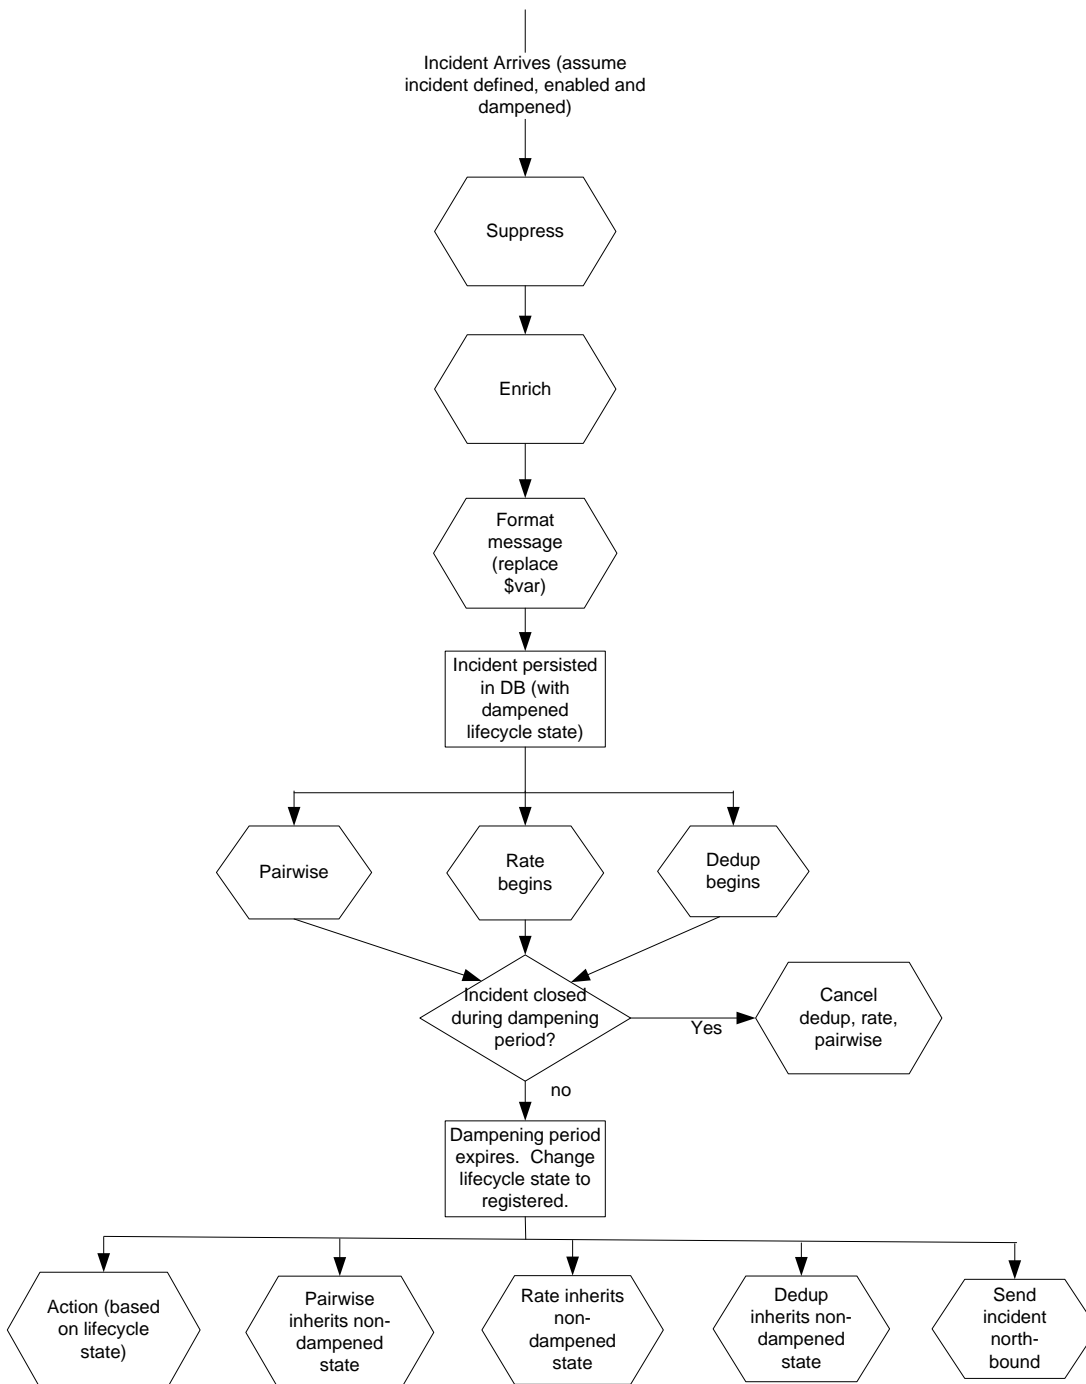 Incident Arrives (assume
incident defined, enabled and
dampened)
Suppress
Enrich
Format
message
(replace
$var)
Incident persisted
in DB (with
dampened
lifecycle state)
Pairwise
Rate
begins
Dedup
begins
Incident closed
during dampening
period?
Yes
Cancel
dedup, rate,
pairwise
no
Dampening period
expires.  Change
lifecycle state to
registered.
Action (based
on lifecycle
state)
Pairwise
inherits non-
dampened
state
Rate inherits
non-
dampened
state
Dedup
inherits non-
dampened
state
Send
incident
north-
bound